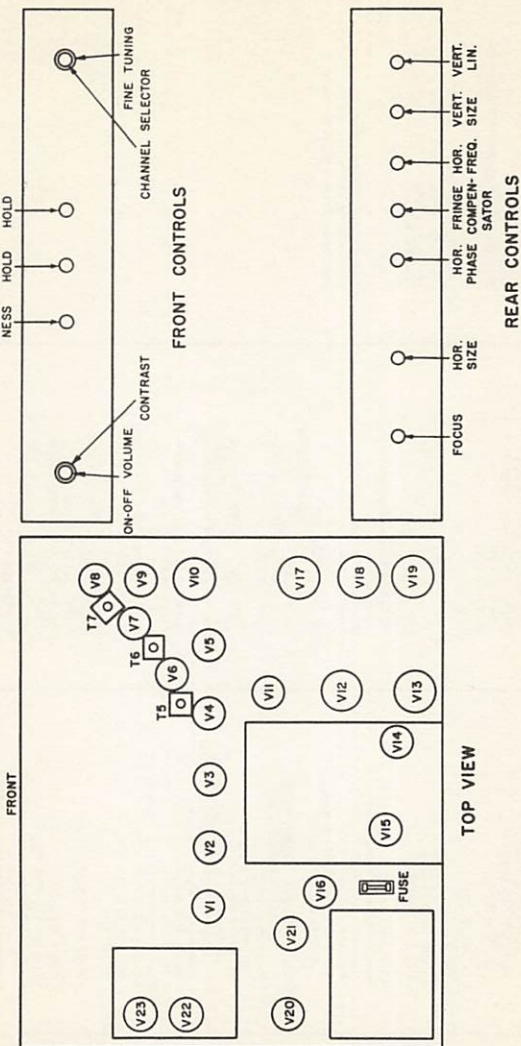 FRONT
V8
T7
V9
V7
V10
T6
V6
V5
T5
V4
V3
V2
V1
V11
V17
V12
V18
V13
V19
V14
V15
V16
FUSE
V21
V20
V23
V22
TOP VIEW
NESS
HOLD
HOLD
ON-OFF VOLUME
CONTRAST
CHANNEL SELECTOR
FINE TUNING
FRONT CONTROLS
FOCUS
HOR.
SIZE
HOR.
PHASE
FRINGE
COMPEN-
SATOR
HOR.
FREQ.
VERT.
SIZE
VERT.
LIN.
REAR CONTROLS